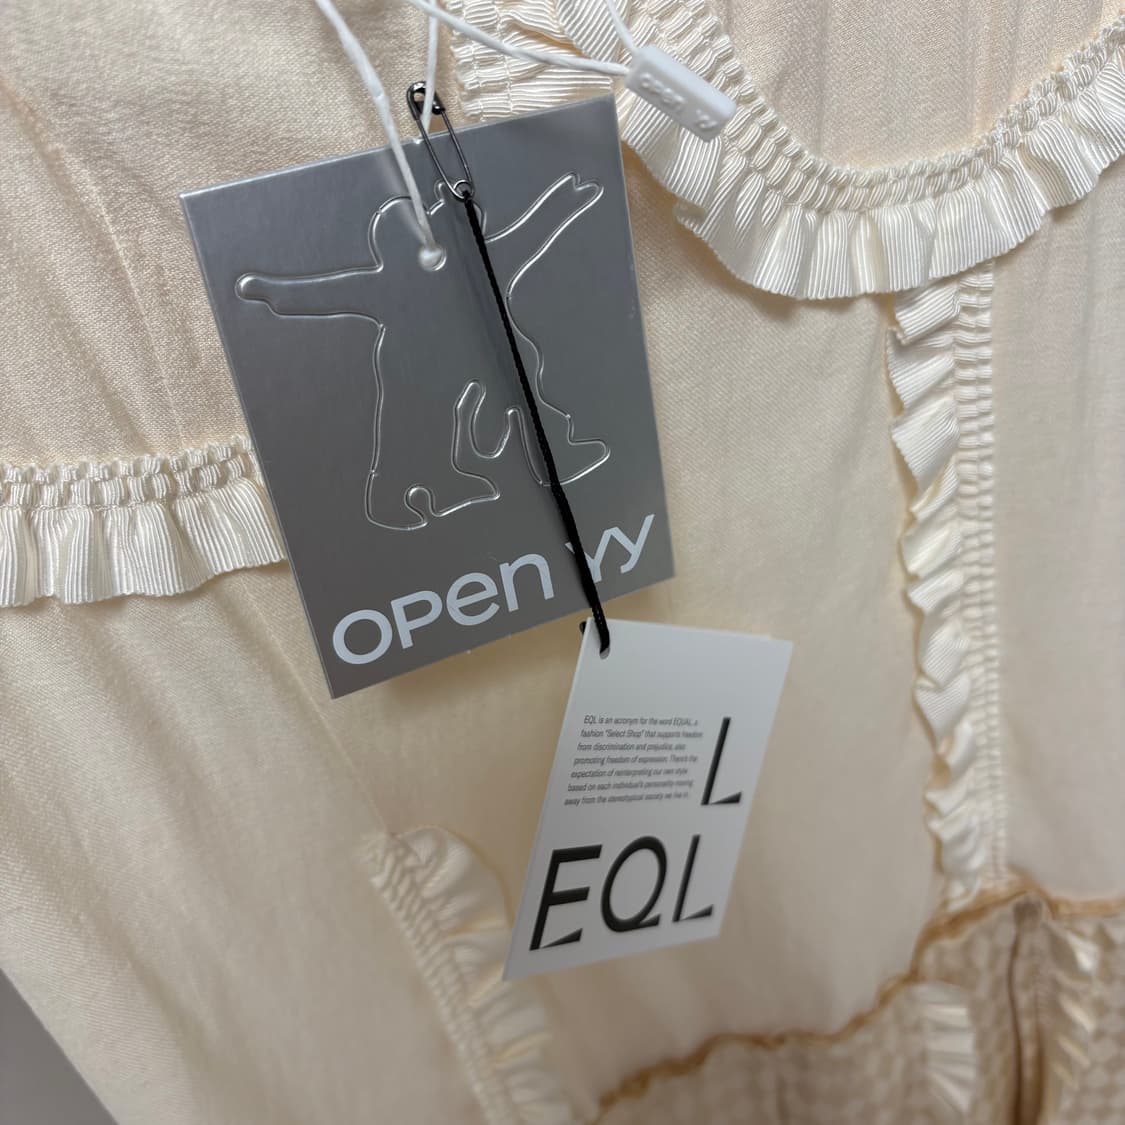 OPEN YY
EQL is an acronym for the word EQUAL, a
fashion "Select Shop" that supports freedom
from discrimination and prejudice, also
promoting freedom of expression. There's the
expectation of reinterpreting our own style
based on each individual's personality moving
away from the stereotypical society we live in.
L
EQL